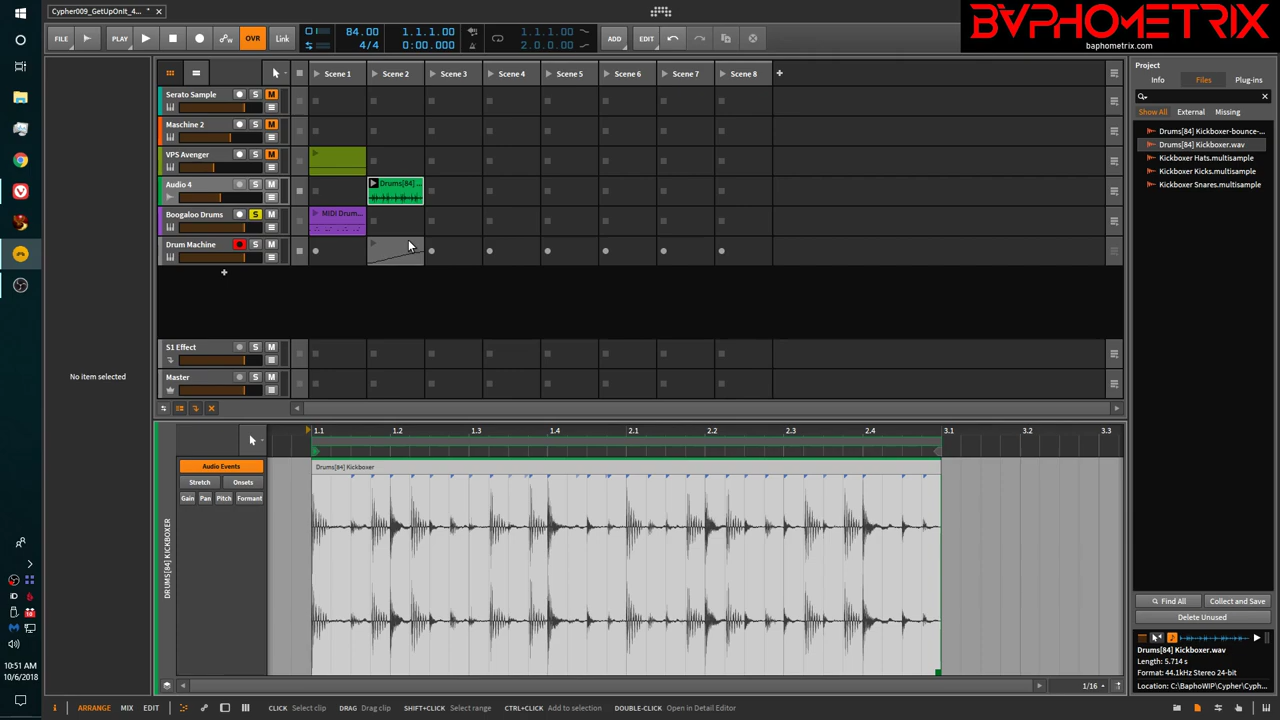 Cypher009_GetUpOnIt_4...
BAPHOMETRIX
baphometrix.com
FILE
PLAY
OVR
Link
84.00
4/4
1.1.1.00
0:00.000
1.1.1.00
2.0.0.00
ADD
EDIT
Scene 1
Scene 2
Scene 3
Scene 4
Scene 5
Scene 6
Scene 7
Scene 8
Serato Sample
S
M
Maschine 2
S
M
VPS Avenger
S
M
Audio 4
S
M
Drums[84] ...
Boogaloo Drums
S
M
MIDI Drum...
Drum Machine
S
M
S1 Effect
S
M
Master
S
M
No item selected
Project
Info
Files
Plug-ins
Show All
External
Missing
Drums[84] Kickboxer-bounce-...
Drums[84] Kickboxer.wav
Kickboxer Hats.multisample
Kickboxer Kicks.multisample
Kickboxer Snares.multisample
Find All
Collect and Save
Delete Unused
Drums[84] Kickboxer.wav
Length: 5.714 s
Format: 44.1kHz Stereo 24-bit
Location: C:\BaphoWIP\Cypher\Cyph...
1.1
1.2
1.3
1.4
2.1
2.2
2.3
2.4
3.1
3.2
3.3
Audio Events
Stretch
Onsets
Gain
Pan
Pitch
Formant
Drums[84] Kickboxer
DRUMS[84] KICKBOXER
1/16
10:51 AM
10/6/2018
ARRANGE
MIX
EDIT
CLICK Select clip
DRAG Drag clip
SHIFT+CLICK Select range
CTRL+CLICK Add to selection
DOUBLE-CLICK Open in Detail Editor